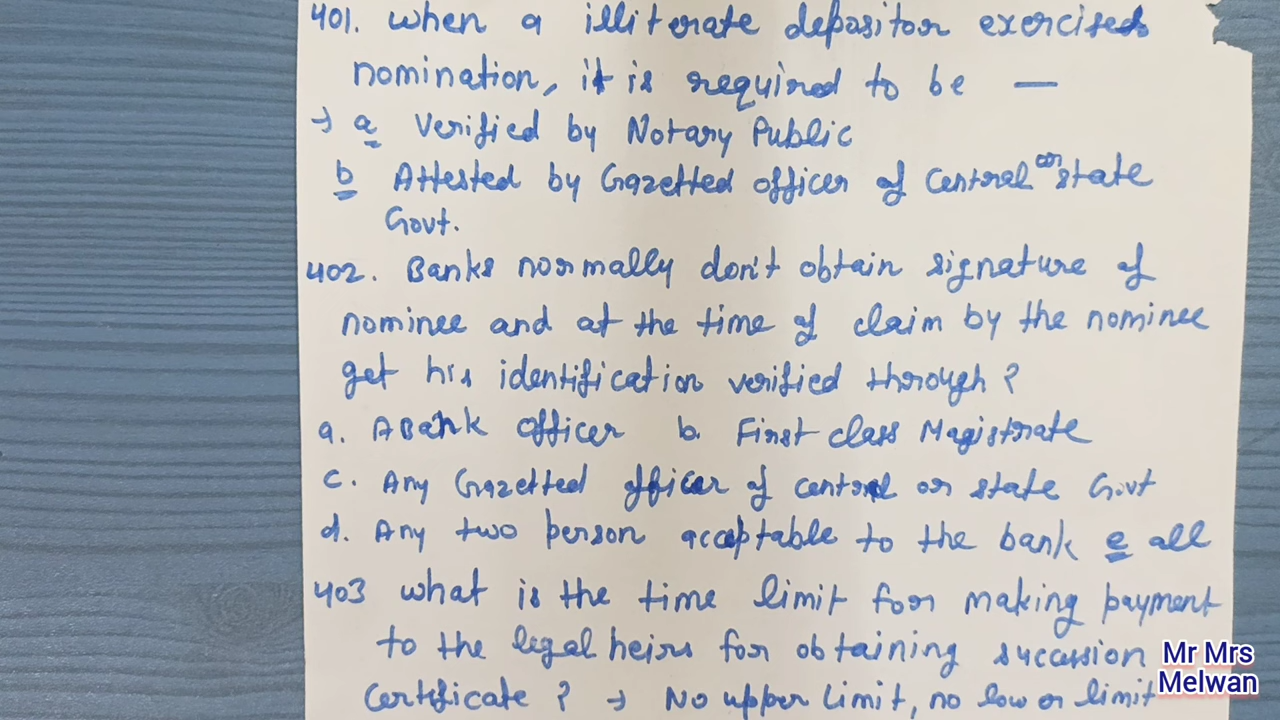 401. When a illiterate depositor exercised
nomination, it is required to be —
→ a Verified by Notary Public
b Attested by Gazetted officer of Central or state
Govt.
402. Banks normally don't obtain signature of
nominee and at the time of claim by the nominee
get his identification verified through ?
a. A Bank officer b. First class Magistrate
c. Any Gazetted officer of central or state Govt
d. Any two person acceptable to the bank e all
403 what is the time limit for making payment
to the legal heirs for obtaining succession
certificate ? → No upper limit, no low or limit
Mr Mrs
Melwan